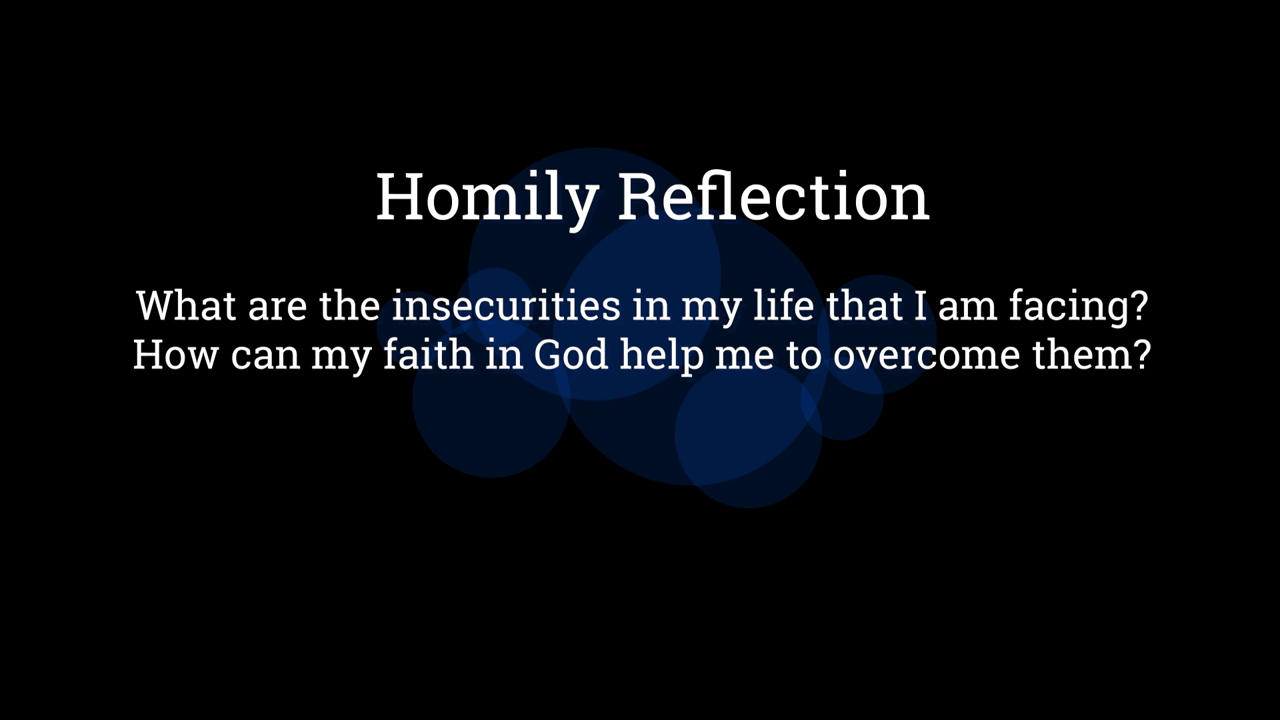 Homily Reflection
What are the insecurities in my life that I am facing?
How can my faith in God help me to overcome them?